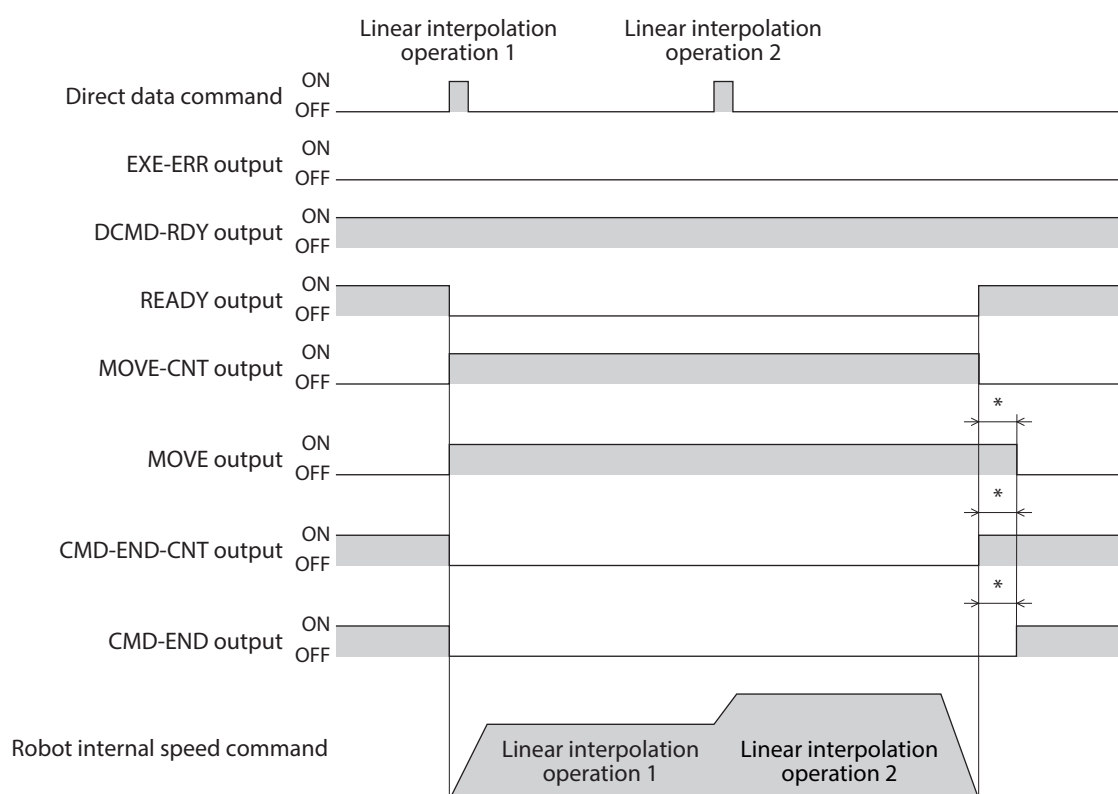 Linear interpolation
operation 1
Linear interpolation
operation 2
Direct data command
ON
OFF
EXE-ERR output
ON
OFF
DCMD-RDY output
ON
OFF
READY output
ON
OFF
MOVE-CNT output
ON
OFF
*
MOVE output
ON
OFF
*
CMD-END-CNT output
ON
OFF
*
CMD-END output
ON
OFF
Robot internal speed command
Linear interpolation
operation 1
Linear interpolation
operation 2